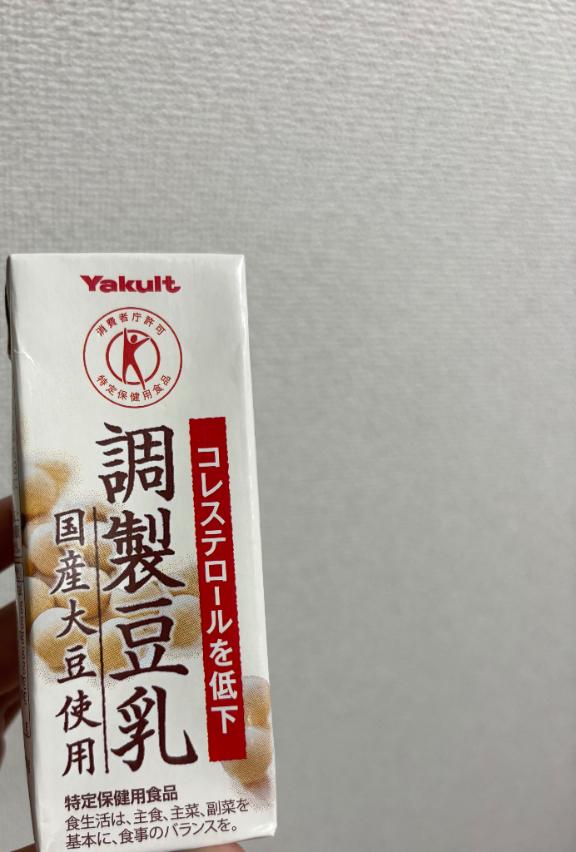 Yakult
消費者庁許可
特定保健用食品
コレステロールを低下
調製豆乳
国産大豆使用
特定保健用食品
食生活は、主食、主菜、副菜を
基本に、食事のバランスを。